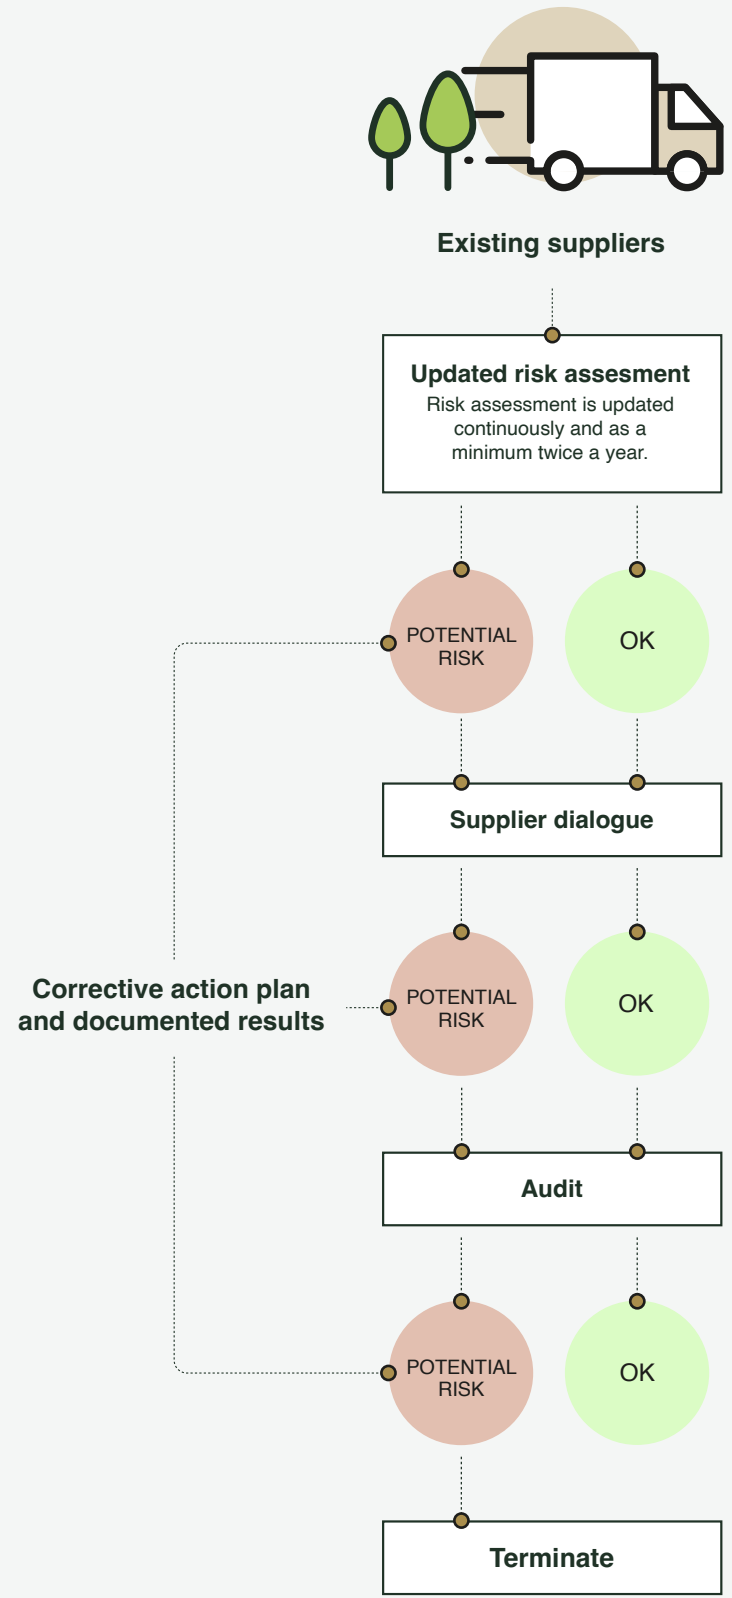 Existing suppliers
Updated risk assesment
Risk assessment is updated
continuously and as a
minimum twice a year.
POTENTIAL
RISK
OK
Supplier dialogue
Corrective action plan
and documented results
POTENTIAL
RISK
OK
Audit
POTENTIAL
RISK
OK
Terminate